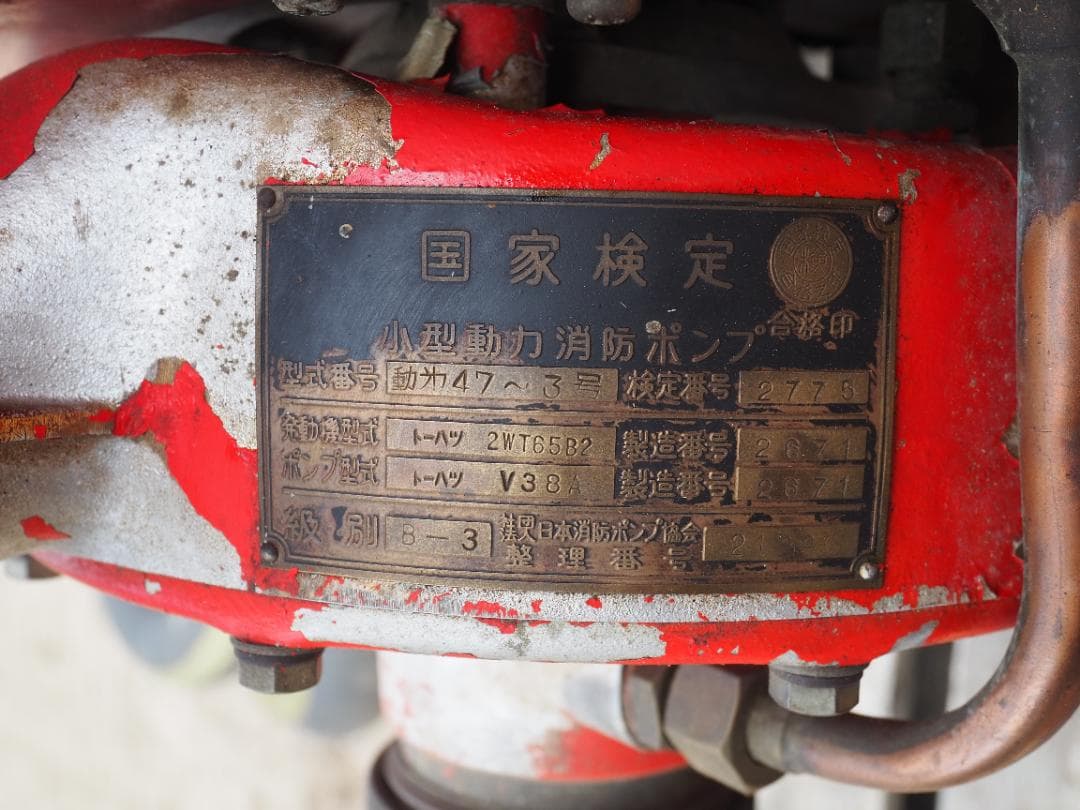 国家検定
合格印
小型動力消防ポンプ
型式番号 動力47～3号 検定番号 2778
発動機型式 トーハツ 2WT65B2 製造番号 2671
ポンプ型式 トーハツ V38A 製造番号 2671
級別 B-3 社団法人日本消防ポンプ協会
整理番号